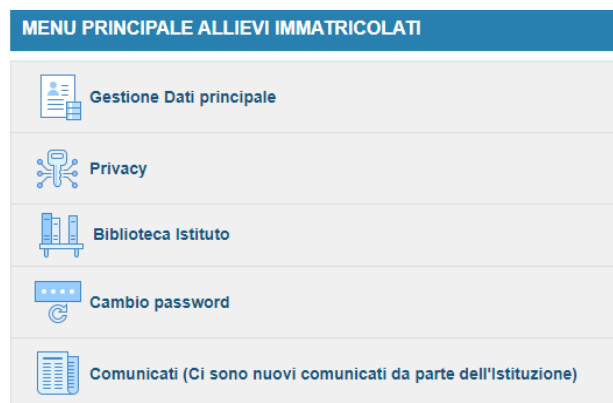 MENU PRINCIPALE ALLIEVI IMMATRICOLATI
Gestione Dati principale
Privacy
Biblioteca Istituto
Cambio password
Comunicati (Ci sono nuovi comunicati da parte dell'Istituzione)